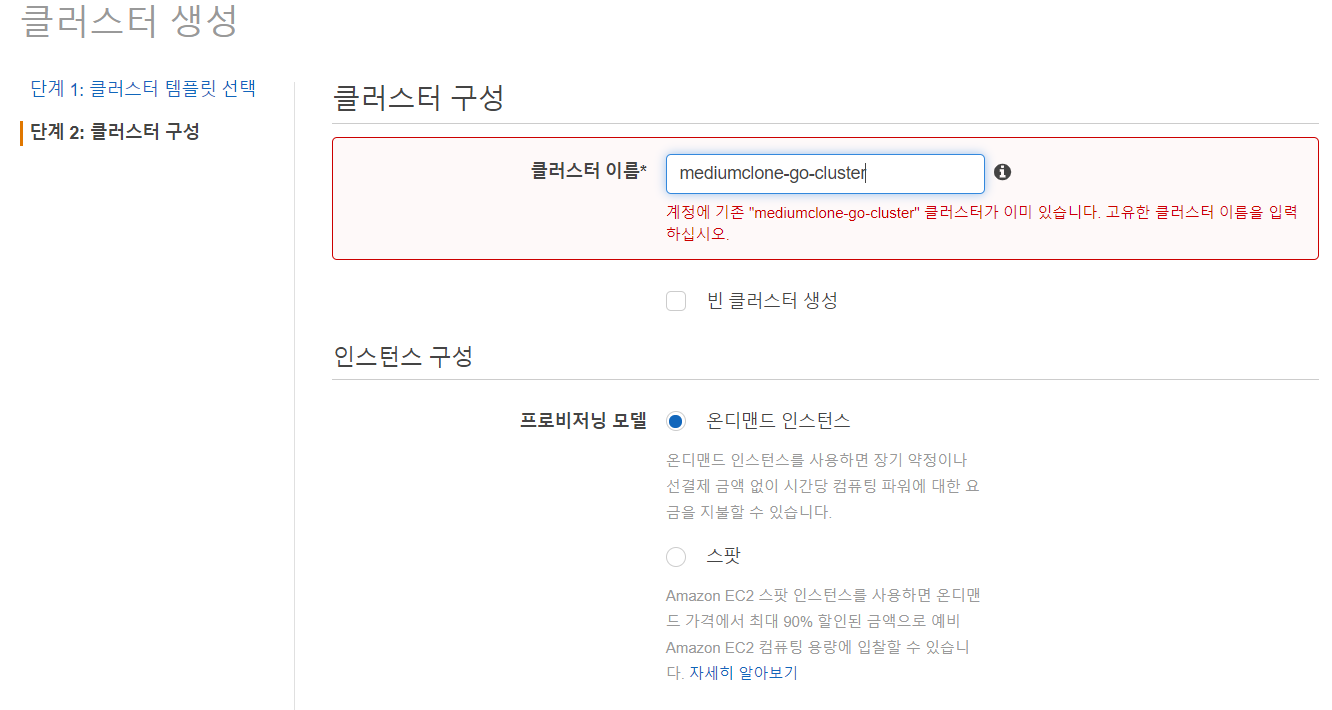 클러스터 생성
단계 1: 클러스터 템플릿 선택
단계 2: 클러스터 구성
클러스터 구성
클러스터 이름*
mediumclone-go-cluster
계정에 기존 "mediumclone-go-cluster" 클러스터가 이미 있습니다. 고유한 클러스터 이름을 입력
하십시오.
빈 클러스터 생성
인스턴스 구성
프로비저닝 모델
온디맨드 인스턴스
온디맨드 인스턴스를 사용하면 장기 약정이나
선결제 금액 없이 시간당 컴퓨팅 파워에 대한 요
금을 지불할 수 있습니다.
스팟
Amazon EC2 스팟 인스턴스를 사용하면 온디맨
드 가격에서 최대 90% 할인된 금액으로 예비
Amazon EC2 컴퓨팅 용량에 입찰할 수 있습니
다. 자세히 알아보기